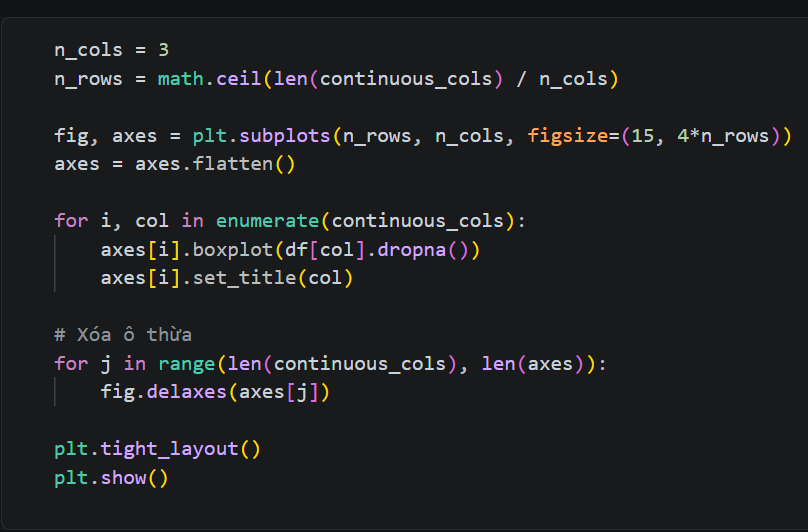 n_cols = 3
n_rows = math.ceil(len(continuous_cols) / n_cols)
fig, axes = plt.subplots(n_rows, n_cols, figsize=(15, 4*n_rows))
axes = axes.flatten()
for i, col in enumerate(continuous_cols):
    axes[i].boxplot(df[col].dropna())
    axes[i].set_title(col)
# Xóa ô thừa
for j in range(len(continuous_cols), len(axes)):
    fig.delaxes(axes[j])
plt.tight_layout()
plt.show()